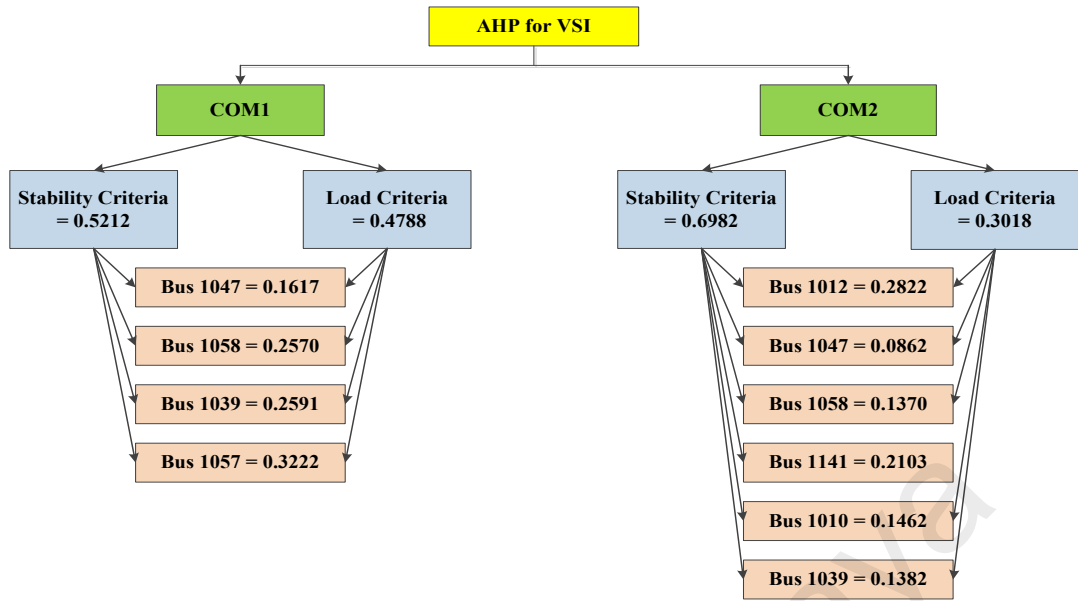 AHP for VSI
COM1
COM2
Stability Criteria
= 0.5212
Load Criteria
= 0.4788
Stability Criteria
= 0.6982
Load Criteria
= 0.3018
Bus 1047 = 0.1617
Bus 1058 = 0.2570
Bus 1039 = 0.2591
Bus 1057 = 0.3222
Bus 1012 = 0.2822
Bus 1047 = 0.0862
Bus 1058 = 0.1370
Bus 1141 = 0.2103
Bus 1010 = 0.1462
Bus 1039 = 0.1382
aya